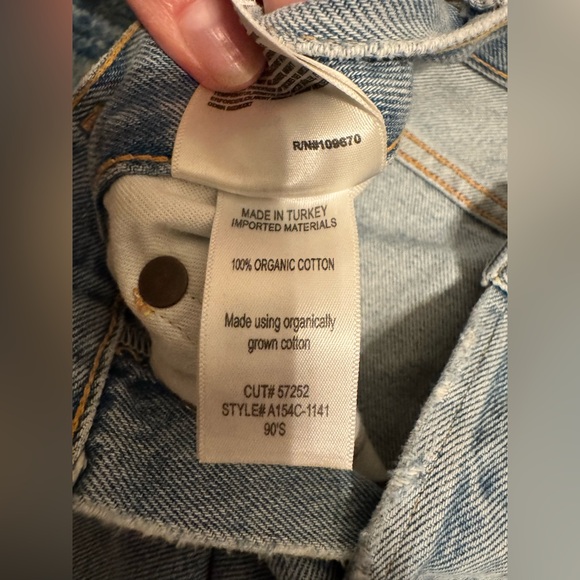 R/N#109670
MADE IN TURKEY
IMPORTED MATERIALS
100% ORGANIC COTTON
Made using organically
grown cotton
CUT# 57252
STYLE# A154C-1141
90'S